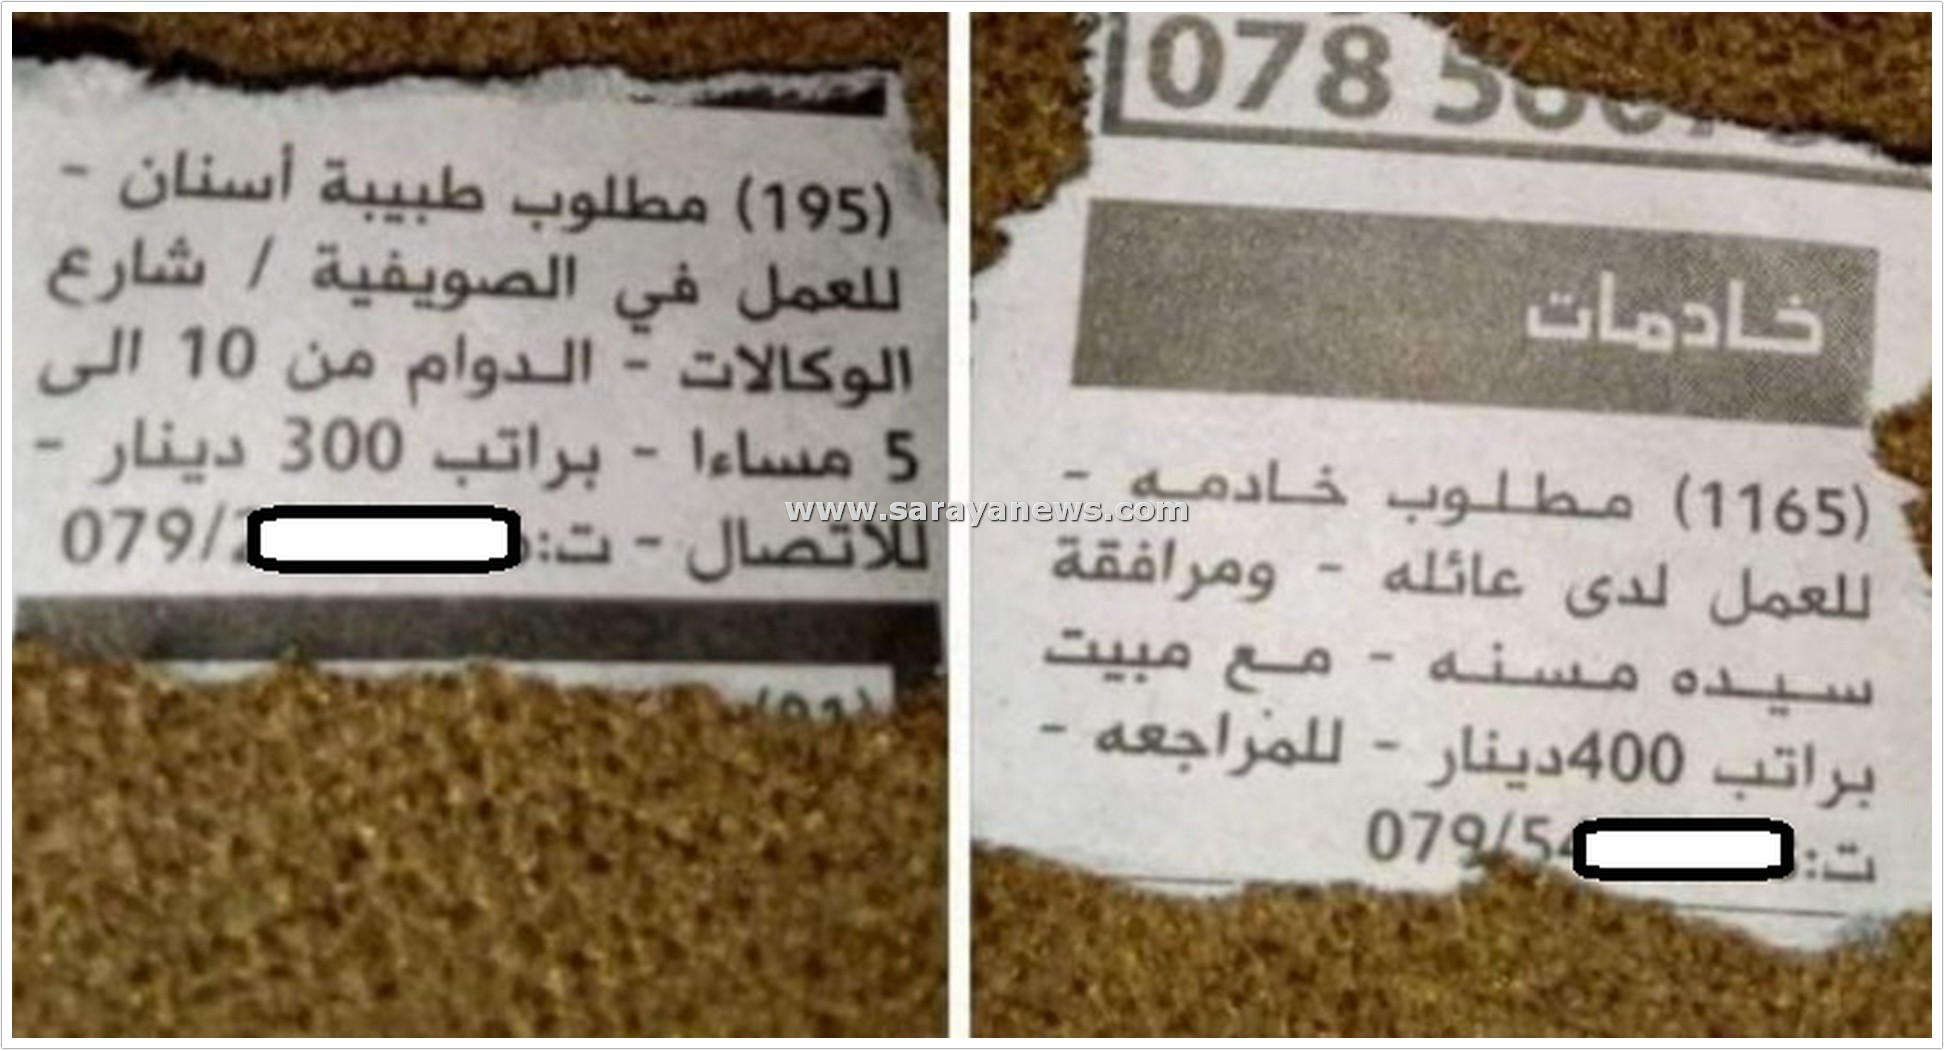 (195) مطلوب طبيبة أسنان -
للعمل في الصويفية / شارع
الوكالات - الدوام من 10 الى
5 مساءا - براتب 300 دينار -
للاتصال - ت: 079/2
078 5
خادمات
(1165) مطلوب خادمه -
للعمل لدى عائله - ومرافقة
سيده مسنه - مع مبيت
براتب 400دينار - للمراجعه -
ت: 079/54
www.sarayanews.com